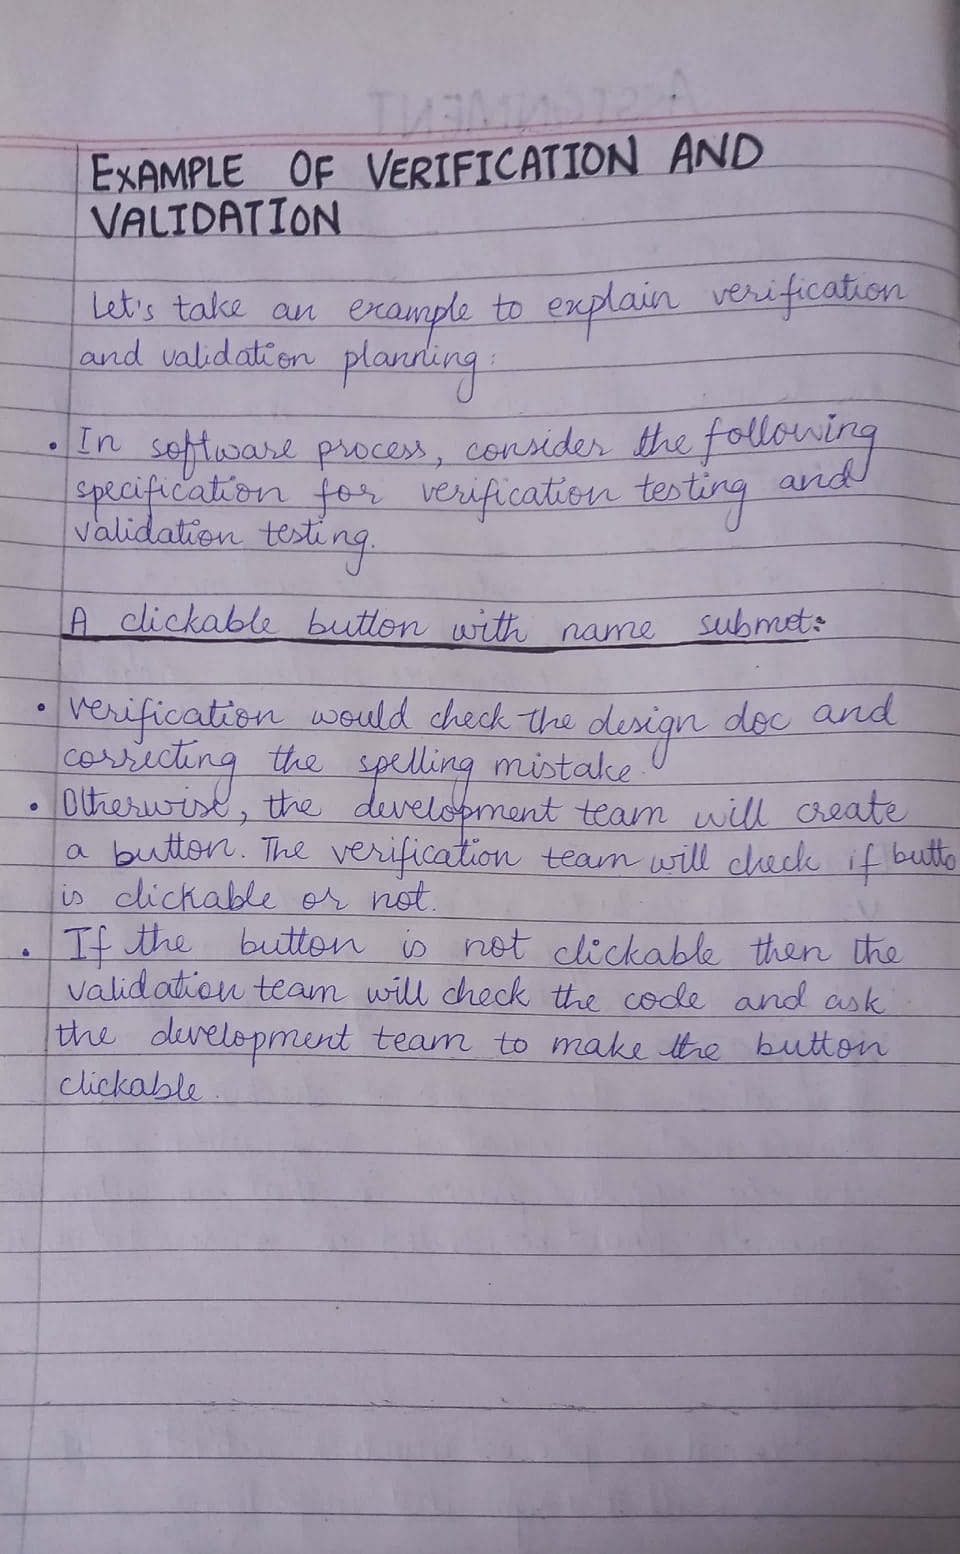 ASSIGNMENT
EXAMPLE OF VERIFICATION AND
VALIDATION
Let's take an example to explain verification
and validation planning:
• In software process, consider the following
specification for verification testing and
validation testing.
A clickable button with name submet:
• Verification would check the design doc and
correcting the spelling mistake.
• Otherwise, the development team will create
a button. The verification team will check if butto
is clickable or not.
• If the button is not clickable then the
validation team will check the code and ask
the development team to make the button
clickable.